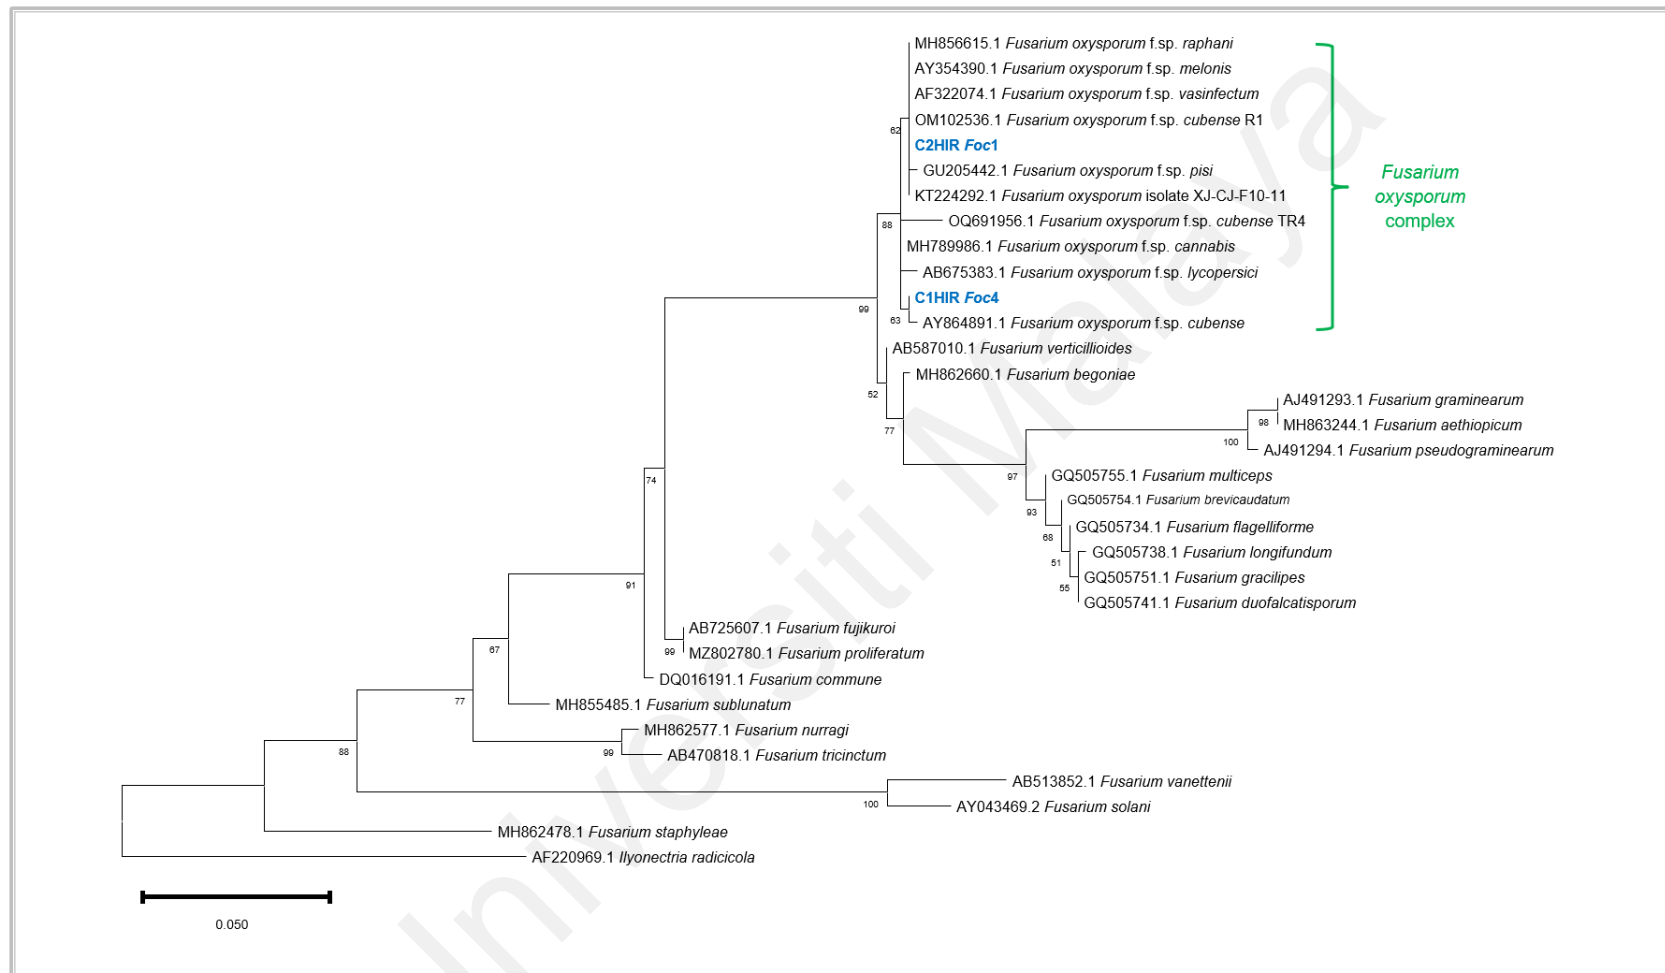 MH856615.1 Fusarium oxysporum f.sp. raphani
AY354390.1 Fusarium oxysporum f.sp. melonis
AF322074.1 Fusarium oxysporum f.sp. vasinfectum
OM102536.1 Fusarium oxysporum f.sp. cubense R1
62
C2HIR Foc1
GU205442.1 Fusarium oxysporum f.sp. pisi
KT224292.1 Fusarium oxysporum isolate XJ-CJ-F10-11
88
OQ691956.1 Fusarium oxysporum f.sp. cubense TR4
MH789986.1 Fusarium oxysporum f.sp. cannabis
AB675383.1 Fusarium oxysporum f.sp. lycopersici
C1HIR Foc4
99
63
AY864891.1 Fusarium oxysporum f.sp. cubense
Fusarium
oxysporum
complex
AB587010.1 Fusarium verticillioides
MH862660.1 Fusarium begoniae
52
AJ491293.1 Fusarium graminearum
98
MH863244.1 Fusarium aethiopicum
77
100
AJ491294.1 Fusarium pseudograminearum
74
97
GQ505755.1 Fusarium multiceps
GQ505754.1 Fusarium brevicaudatum
93
GQ505734.1 Fusarium flagelliforme
68
GQ505738.1 Fusarium longifundum
51
GQ505751.1 Fusarium gracilipes
91
55
GQ505741.1 Fusarium duofalcatisporum
AB725607.1 Fusarium fujikuroi
67
99
MZ802780.1 Fusarium proliferatum
DQ016191.1 Fusarium commune
77
MH855485.1 Fusarium sublunatum
MH862577.1 Fusarium nurragi
88
99
AB470818.1 Fusarium tricinctum
AB513852.1 Fusarium vanettenii
100
AY043469.2 Fusarium solani
MH862478.1 Fusarium staphyleae
AF220969.1 Ilyonectria radicicola
0.050
Universiti Malaya